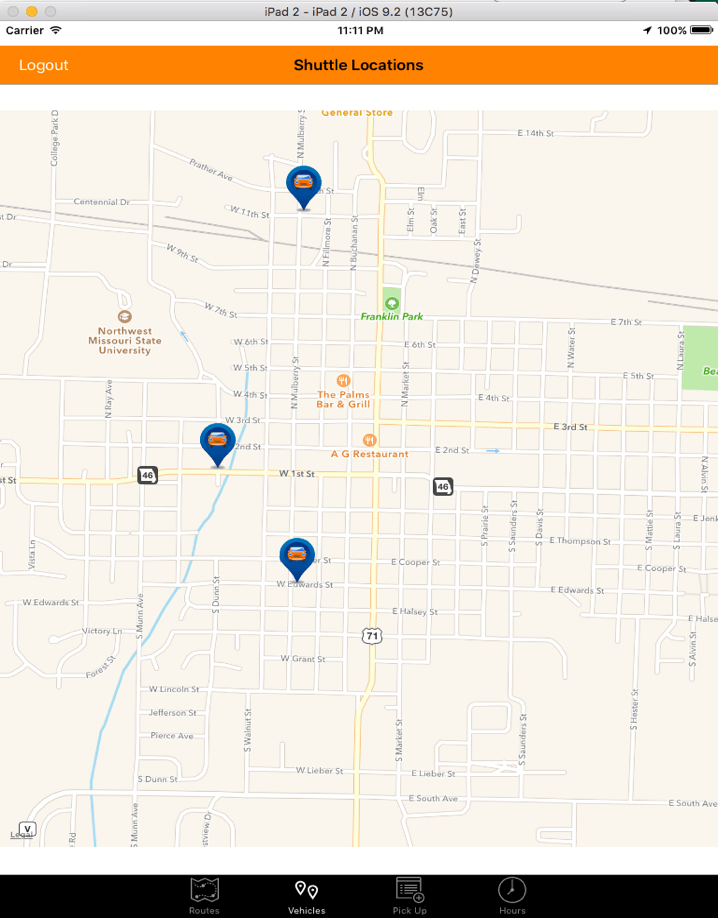 iPad 2 - iPad 2 / iOS 9.2 (13C75)
Carrier 11:11 PM 100%
Logout Shuttle Locations
General Store
College Park D
N Mulberry S
E 14th St
Prather Ave
h St
Centennial Dr
W 11th St
Elm
Elm St
Oak St
East St
st Dr
N Fillmore St
N Buchanan St
N Dewey St
W 9th St
Dr
W 7th St
Franklin Park
E 7th St
Northwest
Missouri State
University
W 6th St
E 6th St
N Water St
N Laura St
W 5th St
N Mulberry St
N Market St
E 5th St
Bea
N Ray Ave
W 4th St
The Palms
Bar & Grill
E 4th St
W 3rd St
E 3rd St
2nd St
A G Restaurant
E 2nd St
46
W 1st St
st St
46
N Alvin St
S Prairie St
S Saunders St
S Davis St
S Mattie St
S Laura St
E Jenk
Vista Ln
E Thompson St
er St
E Cooper St
E Cooper St
W Edwards St
E Edwards St
W Edwards St
S Munn Ave
S Dunn St
E Halsey St
E Halse
Victory Ln
71
Forest St
W Grant St
S Alvin St
W Lincoln St
Jefferson St
S Walnut St
S Market St
S Saunders St
S Hester St
Pierce Ave
W Lieber St
E Lieber St
S Dunn St
E South Ave
E South Ave
V
Legal
Rd
S Munn Ave
stview Dr
Routes Vehicles Pick Up Hours